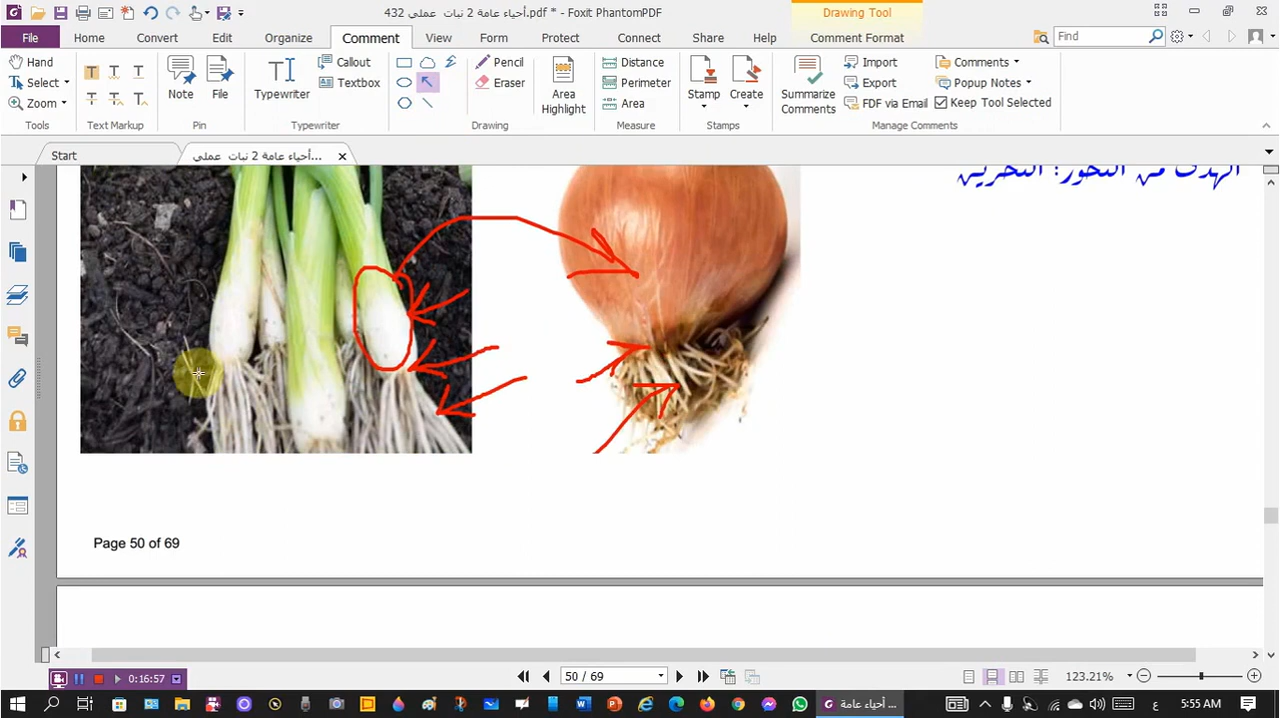 أحياء عامة 2 نبات عملي 432.pdf * - Foxit PhantomPDF
Drawing Tool
File Home Convert Edit Organize Comment View Form Protect Connect Share Help Comment Format Find
Hand
Select
Zoom
Tools
Text Markup
Note
File
Pin
Typewriter
Callout
Textbox
Typewriter
Pencil
Eraser
Area Highlight
Drawing
Distance
Perimeter
Area
Measure
Stamp
Create
Stamps
Summarize Comments
Import
Export
FDF via Email
Comments
Popup Notes
Keep Tool Selected
Manage Comments
Start
أحياء عامة 2 نبات عملي...
الهدف من التحور: التخزين
Page 50 of 69
0:16:57
50 / 69
123.21%
أحياء عامة...
ع
5:55 AM